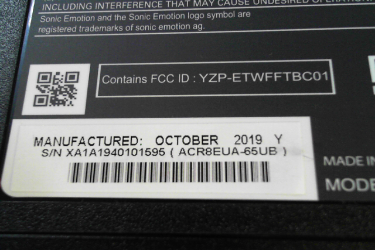 INCLUDING INTERFERENCE THAT MAY CAUSE UNDESIRED OPERATION
Sonic Emotion and the Sonic Emotion logo symbol are
registered trademarks of sonic emotion ag.
Contains FCC ID : YZP-ETWFFTBC01
MANUFACTURED: OCTOBER 2019 Y
S/N XA1A1940101595 ( ACR8EUA-65UB )
MADE IN
MODE